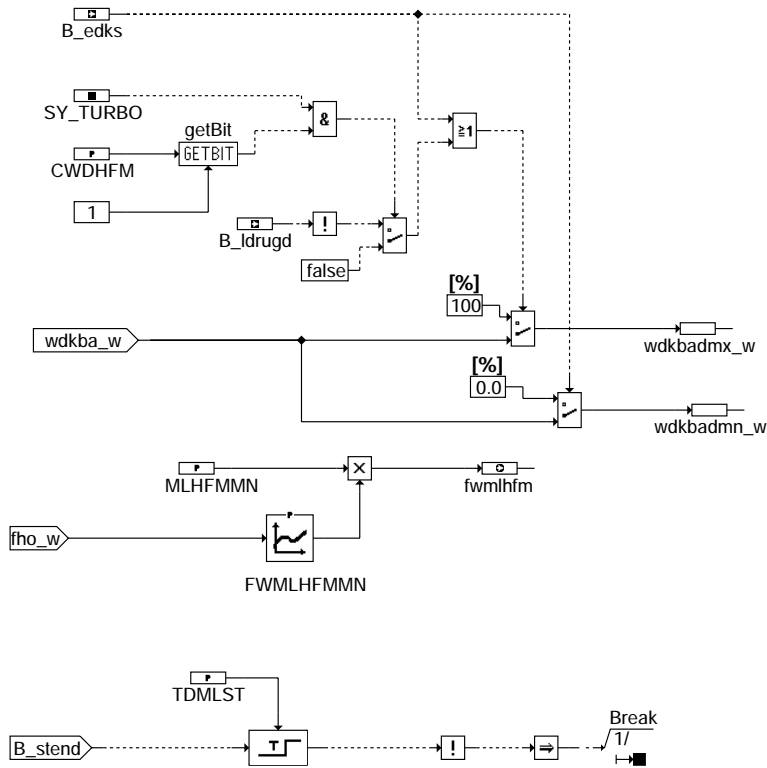 B_edks
SY_TURBO
&
≥1
getBit
GETBIT
P
CWDHFM
1
B_ldrugd
!
false
[%]
100
wdkba_w
wdkbadmx_w
[%]
0.0
wdkbadmn_w
P
MLHFMMN
×
fwmlhfm
fho_w
P
FWMLHFMMN
P
TDMLST
B_stend
T
!
⇒
Break
1/